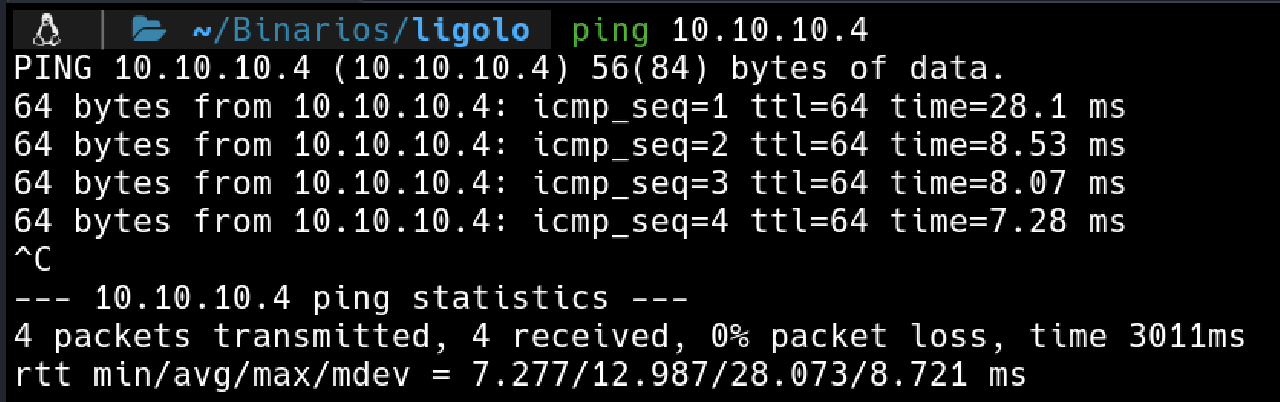 ~/Binarios/ligolo ping 10.10.10.4
PING 10.10.10.4 (10.10.10.4) 56(84) bytes of data.
64 bytes from 10.10.10.4: icmp_seq=1 ttl=64 time=28.1 ms
64 bytes from 10.10.10.4: icmp_seq=2 ttl=64 time=8.53 ms
64 bytes from 10.10.10.4: icmp_seq=3 ttl=64 time=8.07 ms
64 bytes from 10.10.10.4: icmp_seq=4 ttl=64 time=7.28 ms
^C
--- 10.10.10.4 ping statistics ---
4 packets transmitted, 4 received, 0% packet loss, time 3011ms
rtt min/avg/max/mdev = 7.277/12.987/28.073/8.721 ms